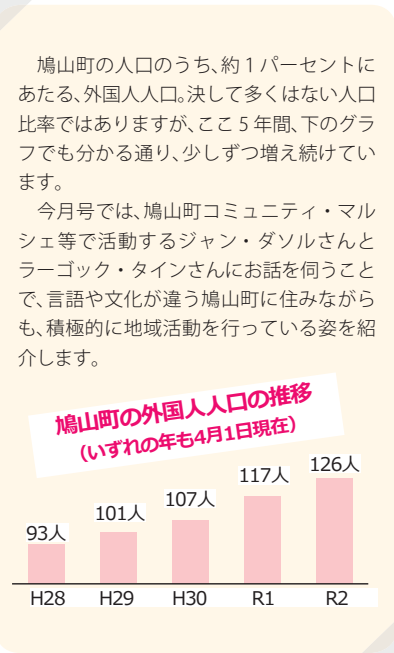 鳩山町の人口のうち、約１パーセントに
あたる、外国人人口。決して多くはない人口
比率ではありますが、ここ５年間、下のグラ
フでも分かる通り、少しずつ増え続けてい
ます。
　今月号では、鳩山町コミュニティ・マル
シェ等で活動するジャン・ダソルさんと
ラーゴック・タインさんにお話を伺うこと
で、言語や文化が違う鳩山町に住みながら
も、積極的に地域活動を行っている姿を紹
介します。
鳩山町の外国人人口の推移
（いずれの年も4月1日現在）
93人 101人 107人 117人 126人
H28 H29 H30 R1 R2